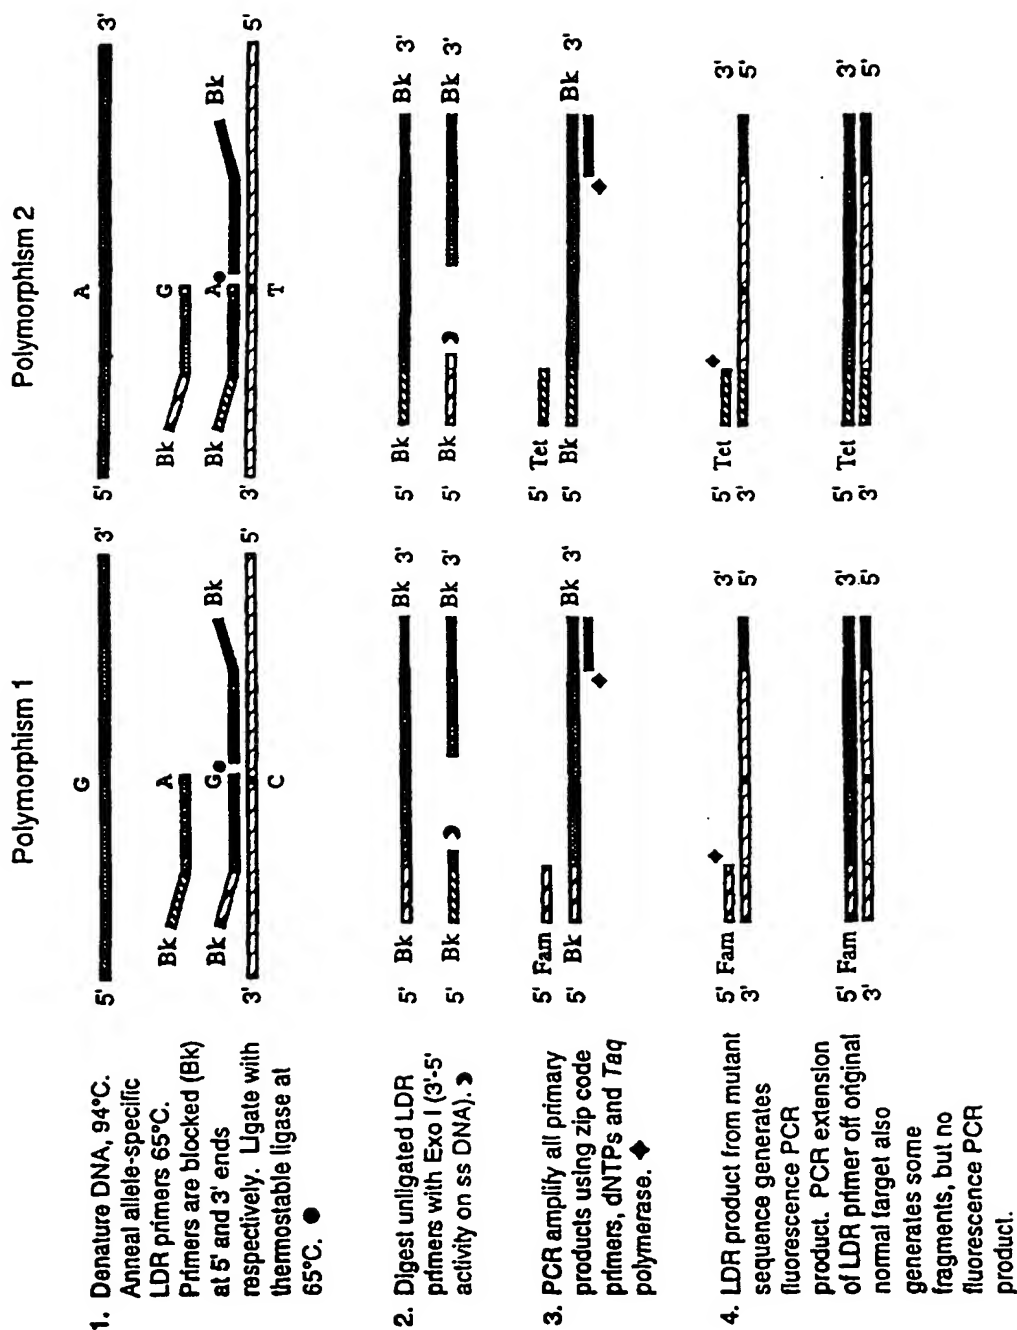 Polymorphism 1
Polymorphism 2
1. Denature DNA, 94°C.
Anneal allele-specific
LDR primers 65°C.
Primers are blocked (Bk)
at 5' and 3' ends
respectively. Ligate with
thermostable ligase at
65°C. ●
5' G 3'
Bk A
Bk G Bk
3' C 5'
5' A 3'
Bk G
Bk A Bk
3' T 5'
2. Digest unligated LDR
primers with Exo I (3'-5'
activity on ss DNA).
5' Bk Bk 3'
5' Bk Bk 3'
5' Bk Bk 3'
5' Bk Bk 3'
3. PCR amplify all primary
products using zip code
primers, dNTPs and Taq
polymerase. ◆
5' Fam
5' Bk Bk 3'
5' Tet
5' Bk Bk 3'
4. LDR product from mutant
sequence generates
fluorescence PCR
product. PCR extension
of LDR primer off original
normal target also
generates some
fragments, but no
fluorescence PCR
product.
5' Fam 3'
3' 5'
5' Fam 3'
3' 5'
5' Tet 3'
3' 5'
5' Tet 3'
3' 5'